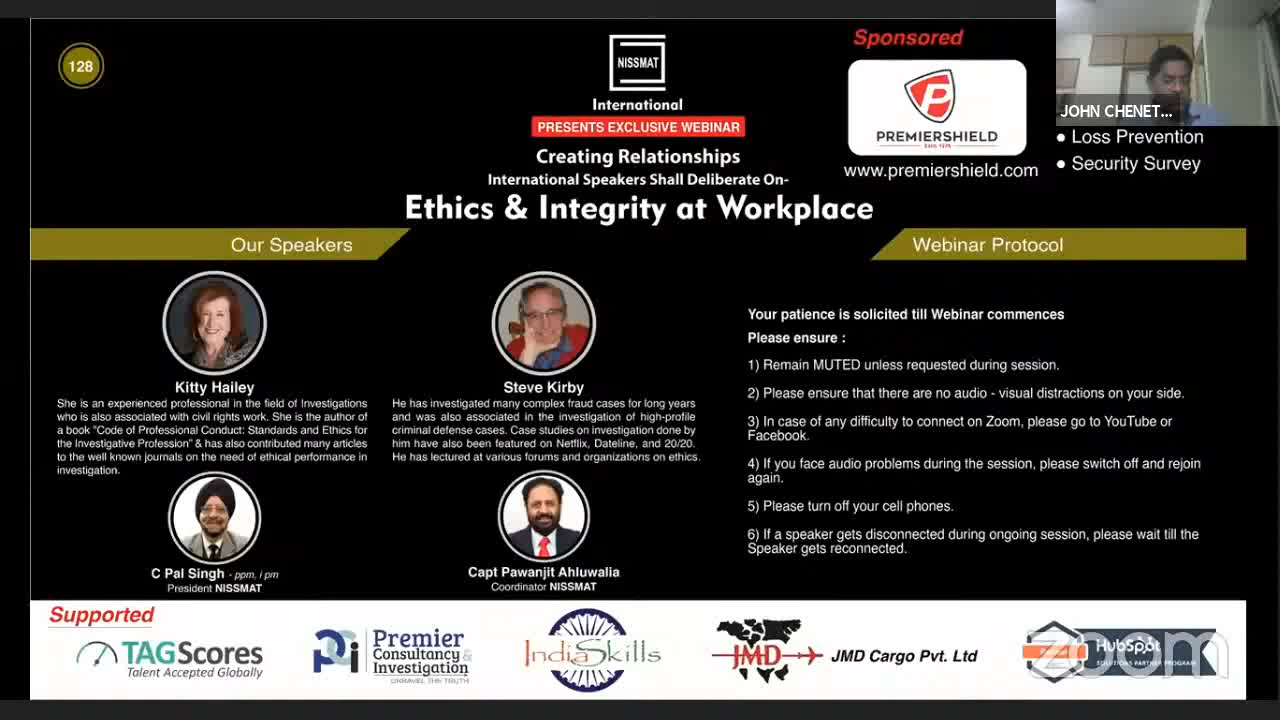 128
NISSMAT
International
PRESENTS EXCLUSIVE WEBINAR
Creating Relationships
International Speakers Shall Deliberate On-
Ethics & Integrity at Workplace
Sponsored
PREMIERSHIELD
www.premiershield.com
JOHN CHENET...
● Loss Prevention
● Security Survey
Our Speakers
Kitty Hailey
She is an experienced professional in the field of Investigations
who is also associated with civil rights work. She is the author of
a book "Code of Professional Conduct: Standards and Ethics for
the Investigative Profession" & has also contributed many articles
to the well known journals on the need of ethical performance in
investigation.
Steve Kirby
He has investigated many complex fraud cases for long years
and was also associated in the investigation of high-profile
criminal defense cases. Case studies on investigation done by
him have also been featured on Netflix, Dateline, and 20/20.
He has lectured at various forums and organizations on ethics.
C Pal Singh - ppm, i pm
President NISSMAT
Capt Pawanjit Ahluwalia
Coordinator NISSMAT
Webinar Protocol
Your patience is solicited till Webinar commences
Please ensure :
1) Remain MUTED unless requested during session.
2) Please ensure that there are no audio - visual distractions on your side.
3) In case of any difficulty to connect on Zoom, please go to YouTube or
Facebook.
4) If you face audio problems during the session, please switch off and rejoin
again.
5) Please turn off your cell phones.
6) If a speaker gets disconnected during ongoing session, please wait till the
Speaker gets reconnected.
Supported
TAGScores
Talent Accepted Globally
pci
Premier
Consultancy &
Investigation
UNRAVEL THE TRUTH
IndiaSkills
JMD
JMD Cargo Pvt. Ltd
HubSpot
SOLUTIONS PARTNER PROGRAM
zoom